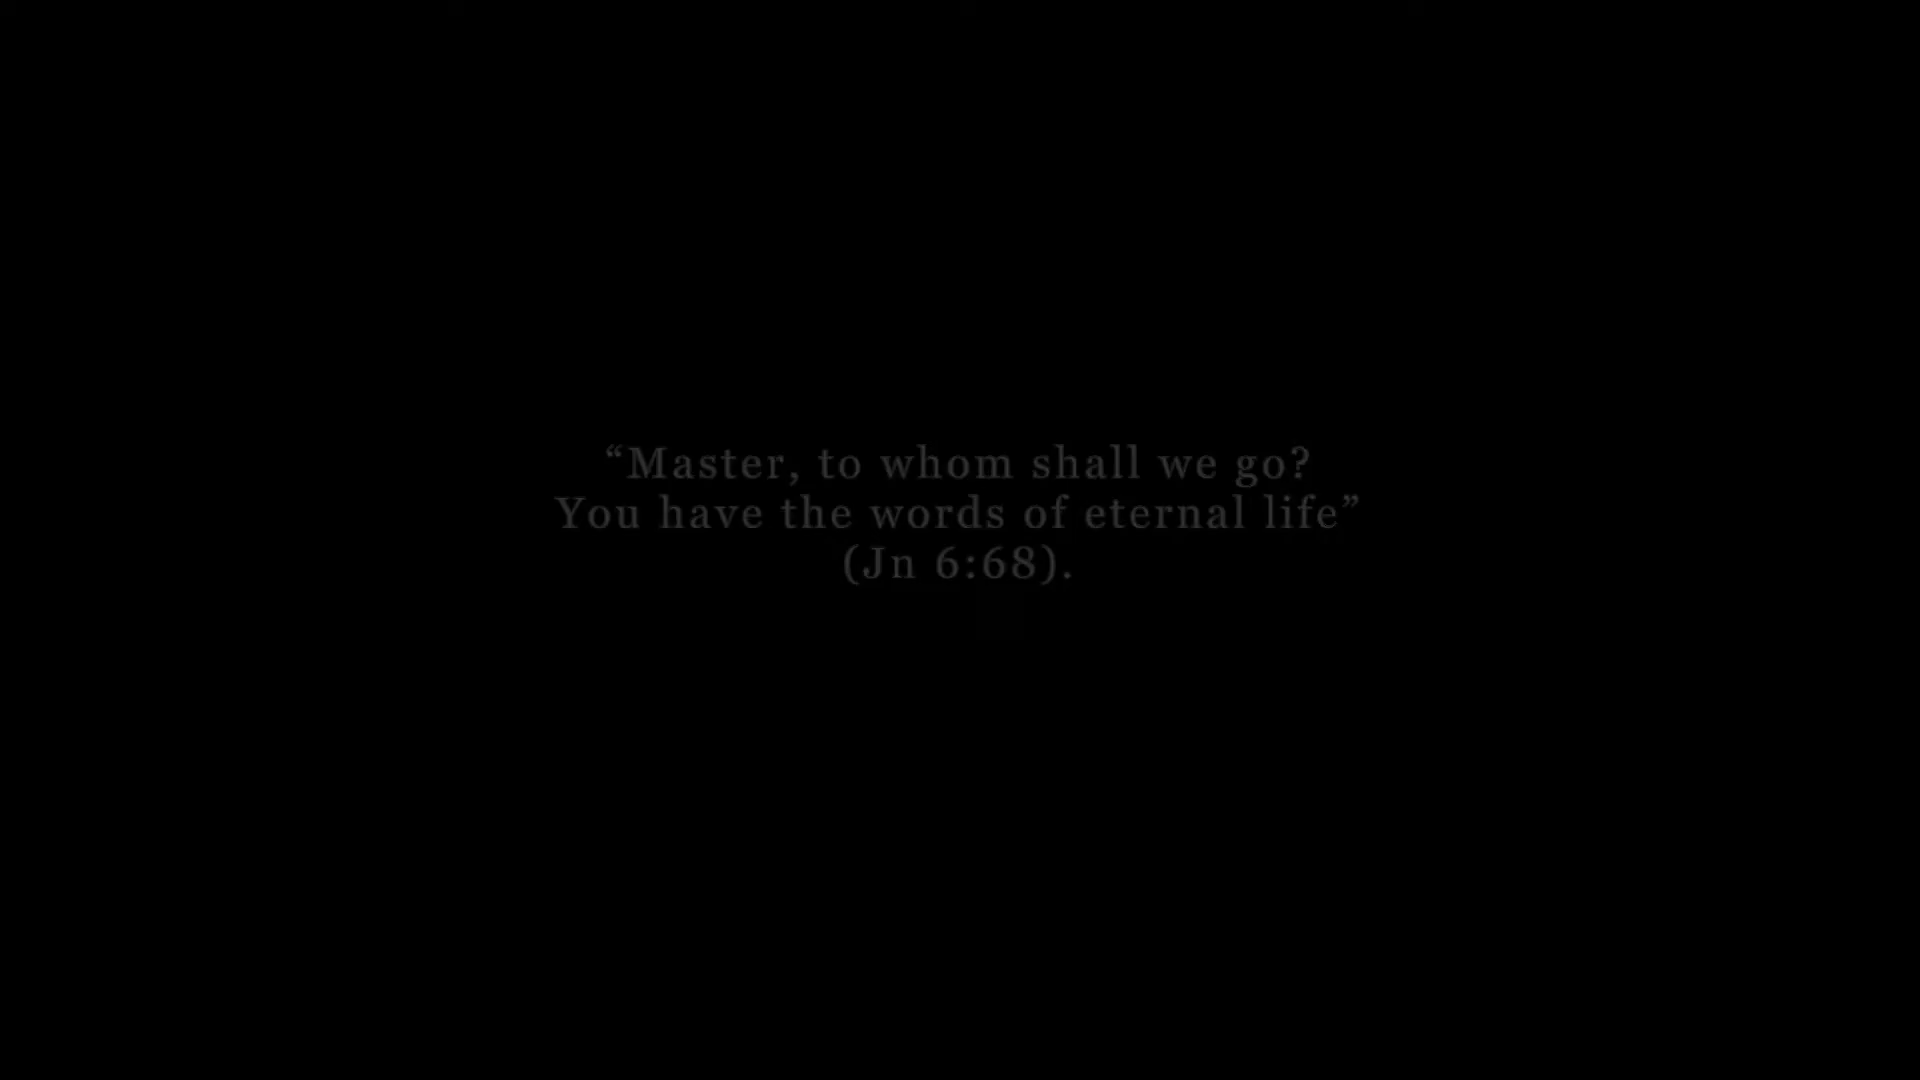 “Master, to whom shall we go?
You have the words of eternal life”
(Jn 6:68).